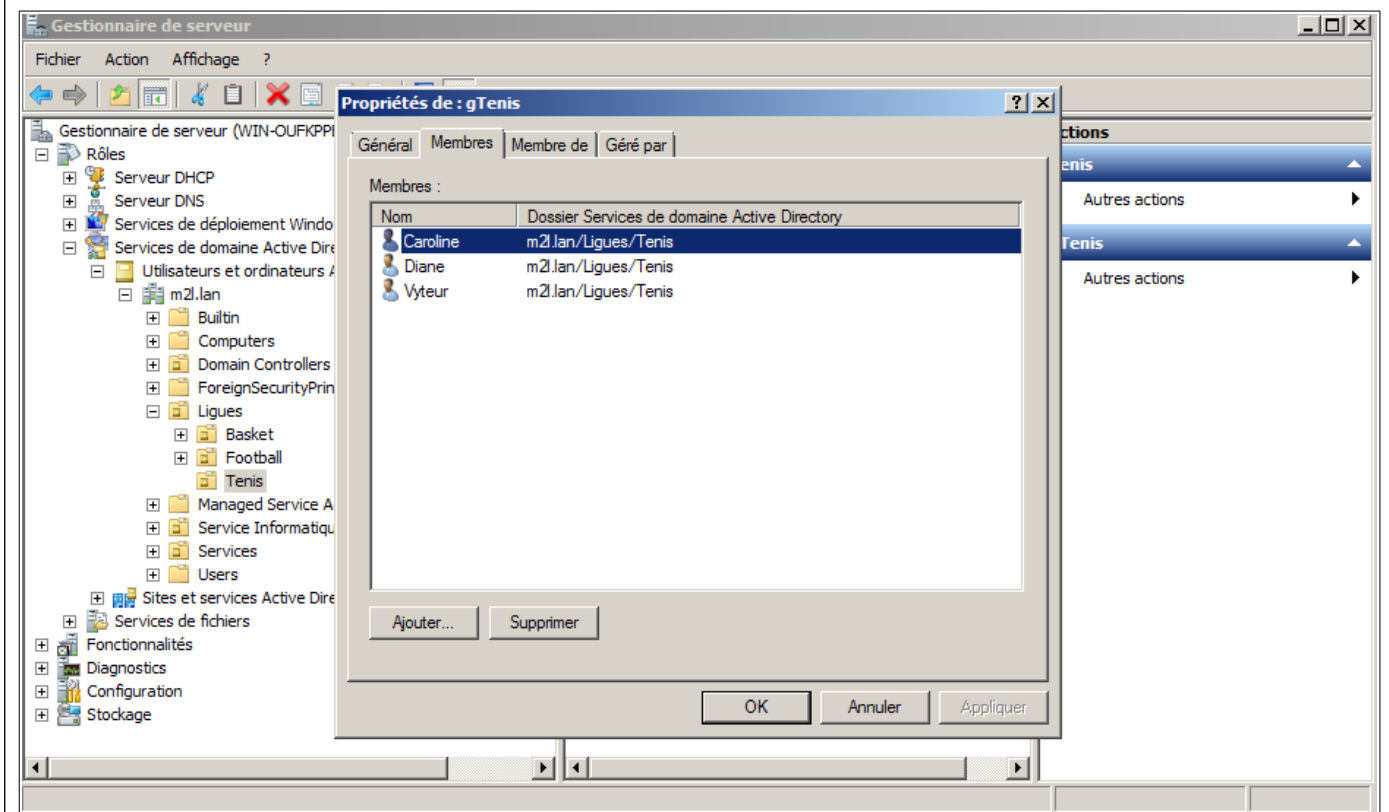 Gestionnaire de serveur
Fichier Action Affichage ?
Gestionnaire de serveur (WIN-OUFKPP
Rôles
Serveur DHCP
Serveur DNS
Services de déploiement Windo
Services de domaine Active Dire
Utilisateurs et ordinateurs A
m2l.lan
Builtin
Computers
Domain Controllers
ForeignSecurityPrin
Ligues
Basket
Football
Tenis
Managed Service A
Service Informatiqu
Services
Users
Sites et services Active Dire
Services de fichiers
Fonctionnalités
Diagnostics
Configuration
Stockage
Propriétés de : gTenis
Général Membres Membre de Géré par
Membres :
Nom Dossier Services de domaine Active Directory
Caroline m2l.lan/Ligues/Tenis
Diane m2l.lan/Ligues/Tenis
Vyteur m2l.lan/Ligues/Tenis
Ajouter... Supprimer
OK Annuler Appliquer
ctions
enis
Autres actions
Tenis
Autres actions